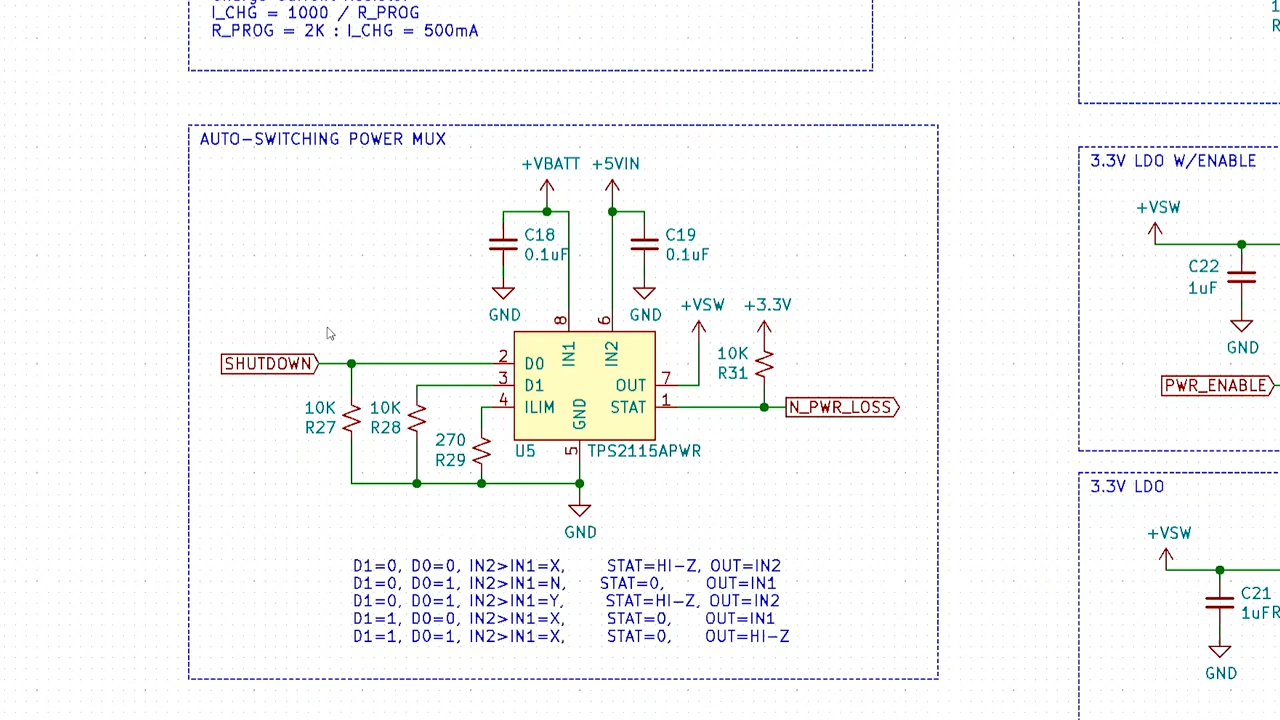 I_CHG = 1000 / R_PROG
R_PROG = 2K : I_CHG = 500mA
AUTO-SWITCHING POWER MUX
+VBATT +5VIN
C18
0.1uF
C19
0.1uF
GND
GND
+VSW +3.3V
8
6
IN1
IN2
10K
R31
SHUTDOWN
2 D0
3 D1
4 ILIM
OUT 7
STAT 1
GND
5
N_PWR_LOSS
10K
R27
10K
R28
270
R29
U5
TPS2115APWR
GND
D1=0, D0=0, IN2>IN1=X, STAT=HI-Z, OUT=IN2
D1=0, D0=1, IN2>IN1=N, STAT=0, OUT=IN1
D1=0, D0=1, IN2>IN1=Y, STAT=HI-Z, OUT=IN2
D1=1, D0=0, IN2>IN1=X, STAT=0, OUT=IN1
D1=1, D0=1, IN2>IN1=X, STAT=0, OUT=HI-Z
3.3V LDO W/ENABLE
+VSW
C22
1uF
GND
PWR_ENABLE
3.3V LDO
+VSW
C21
1uF
GND